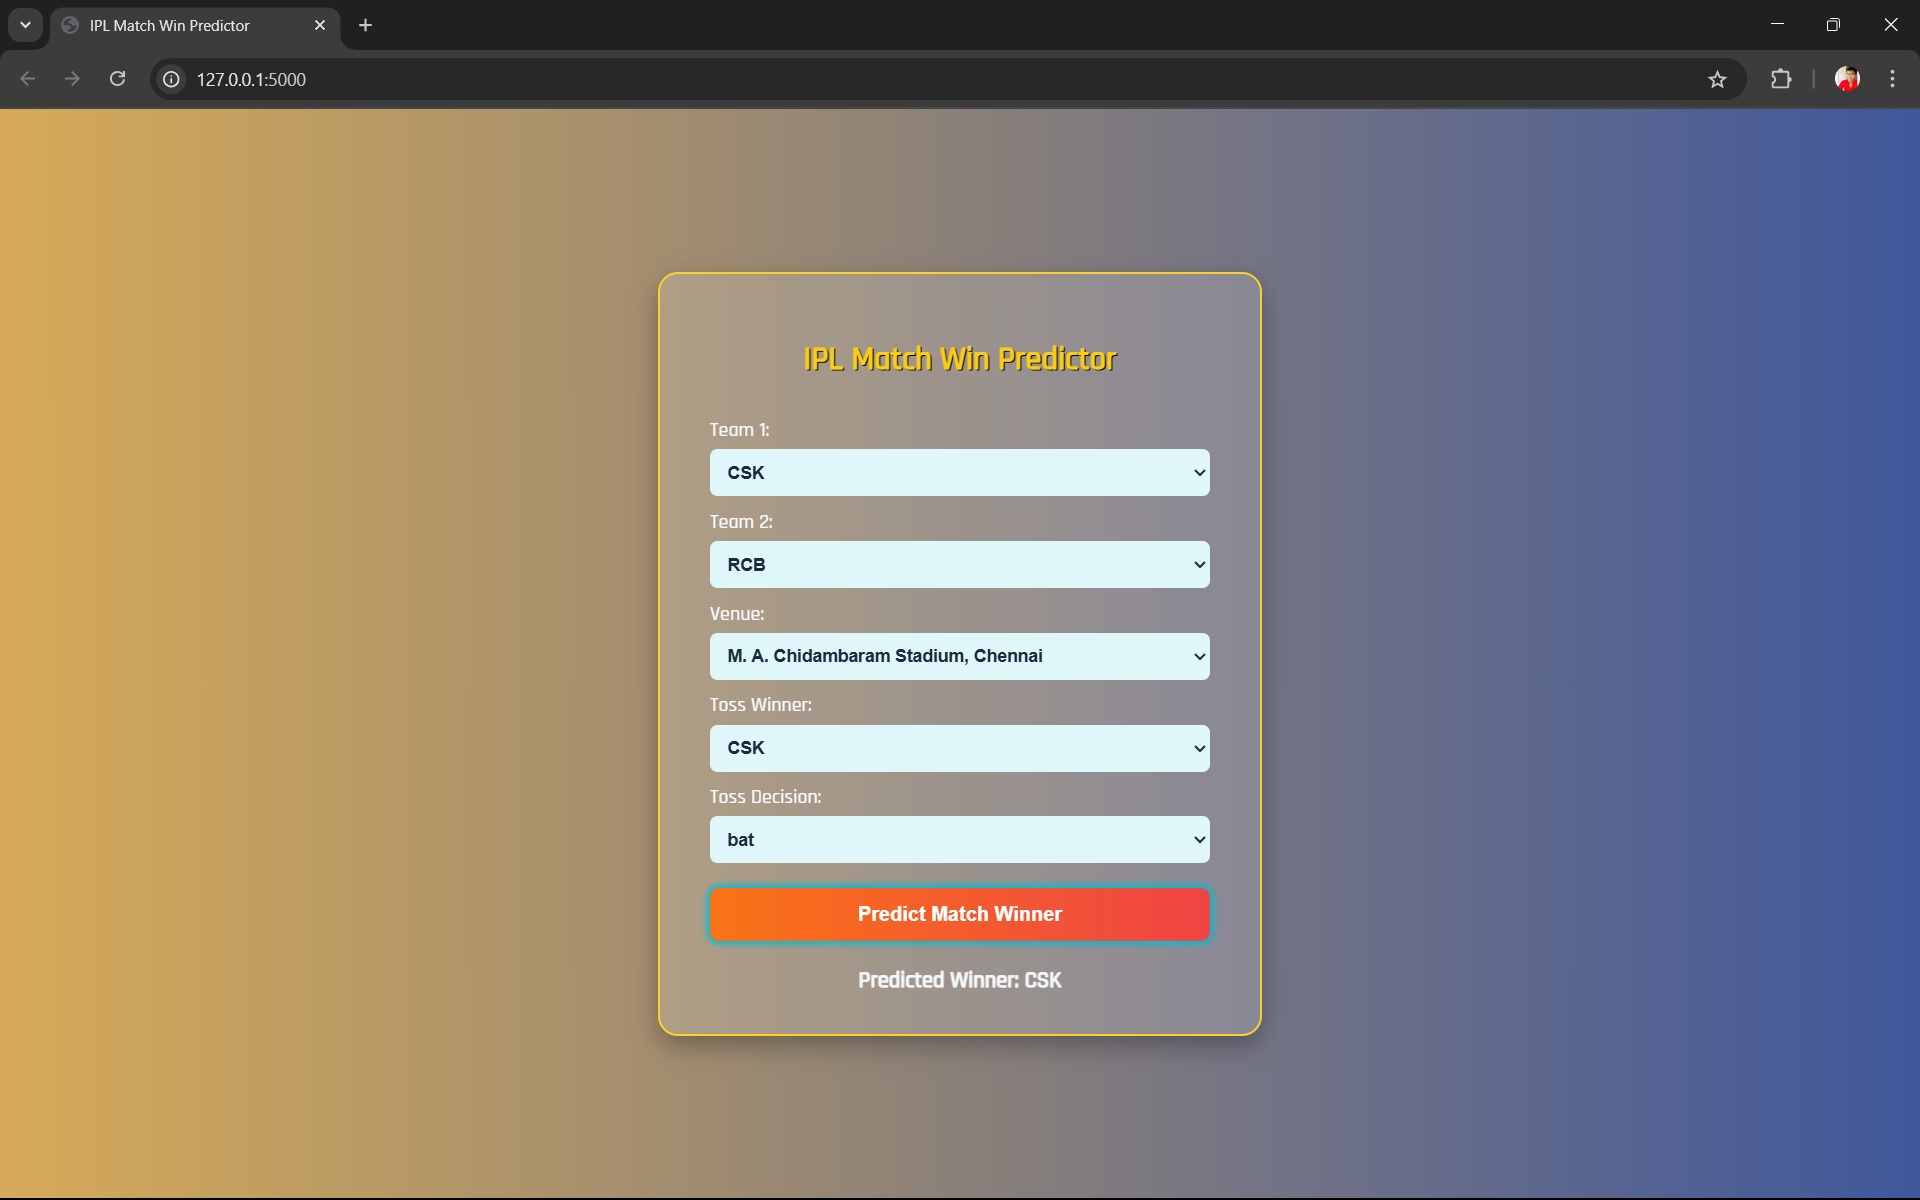 IPL Match Win Predictor
127.0.0.1:5000
IPL Match Win Predictor
Team 1:
CSK
Team 2:
RCB
Venue:
M. A. Chidambaram Stadium, Chennai
Toss Winner:
CSK
Toss Decision:
bat
Predict Match Winner
Predicted Winner: CSK